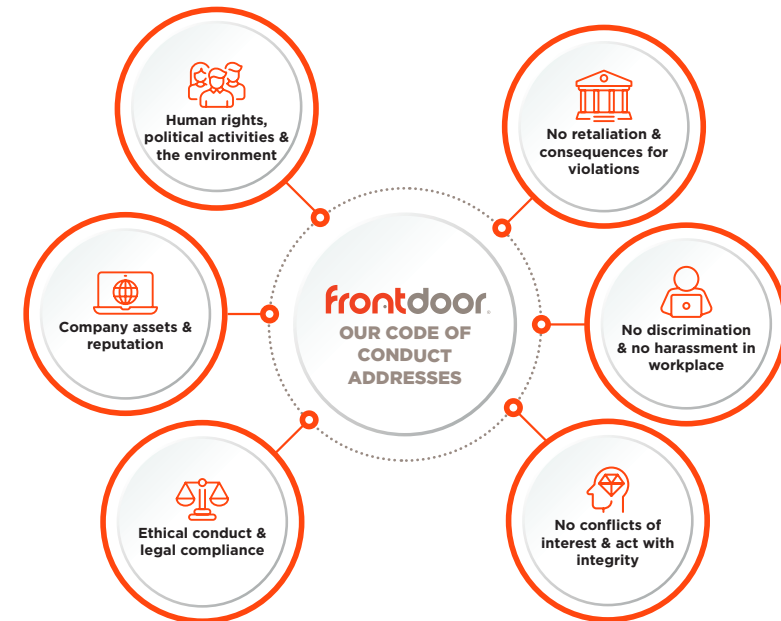 Human rights,
political activities &
the environment
No retaliation &
consequences for
violations
Company assets &
reputation
frontdoor.
OUR CODE OF
CONDUCT
ADDRESSES
No discrimination
& no harassment in
workplace
Ethical conduct &
legal compliance
No conflicts of
interest & act with
integrity